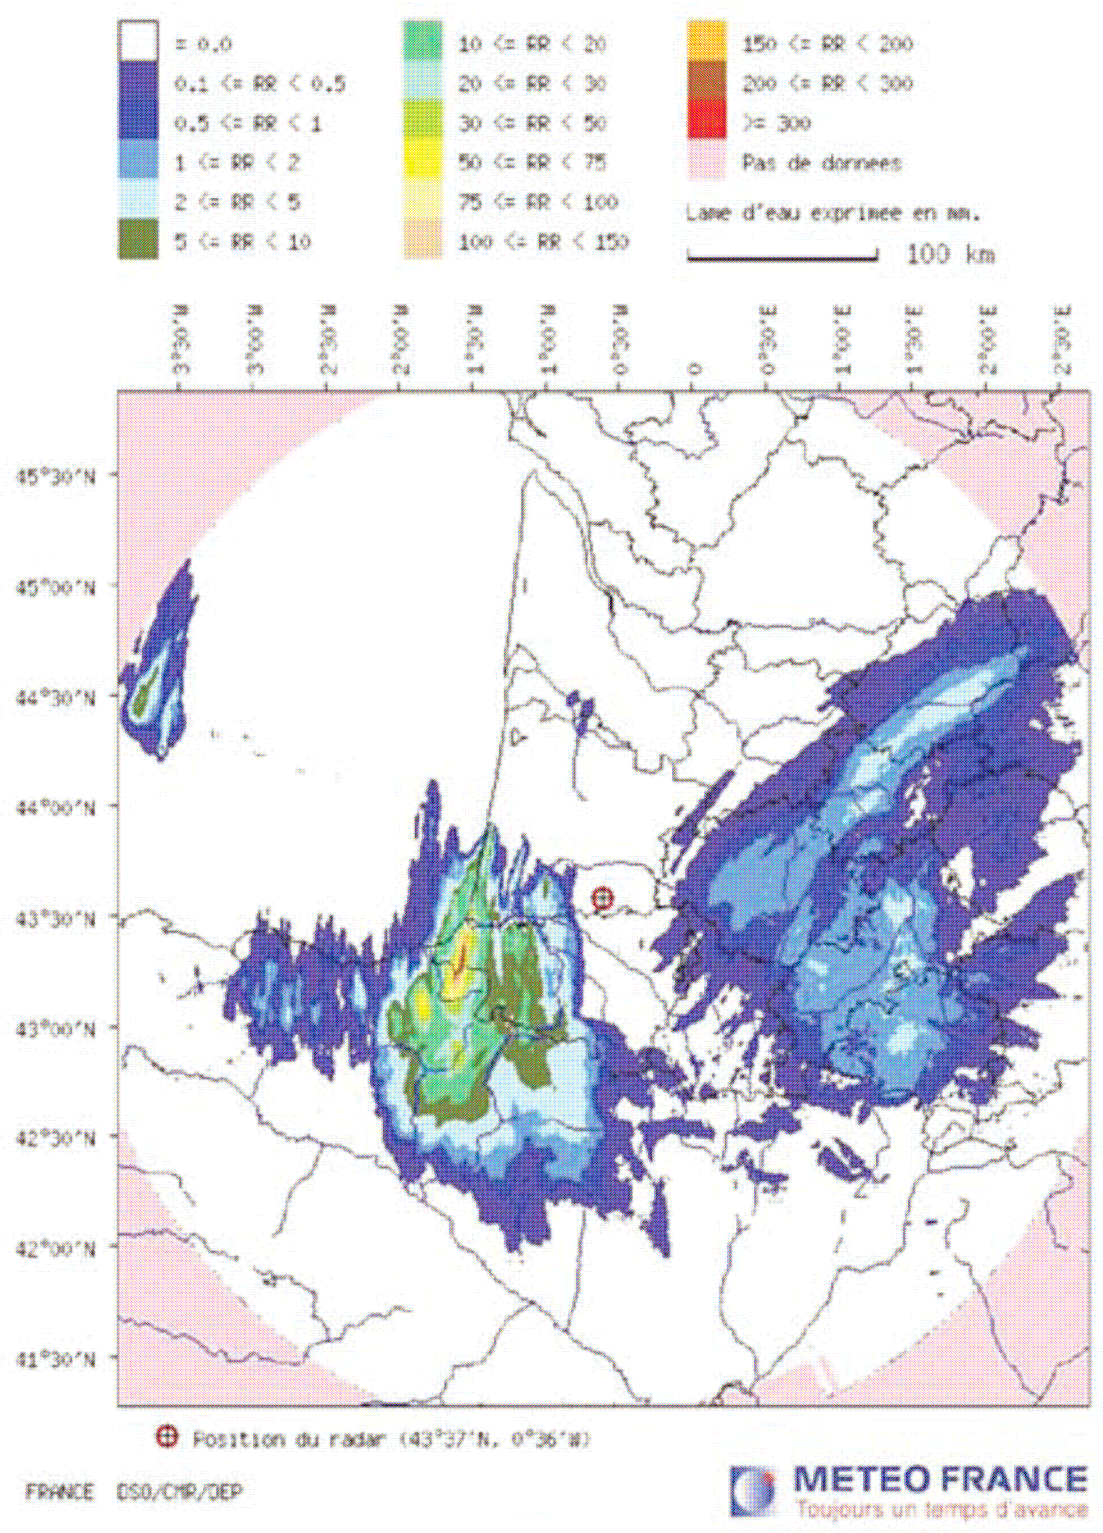 = 0.0
0.1 <= RR < 0.5
0.5 <= RR < 1
1 <= RR < 2
2 <= RR < 5
5 <= RR < 10
10 <= RR < 20
20 <= RR < 30
30 <= RR < 50
50 <= RR < 75
75 <= RR < 100
100 <= RR < 150
150 <= RR < 200
200 <= RR < 300
>= 300
Pas de donnees
Lame d'eau exprimee en mm.
100 km
3°30'W
3°00'W
2°30'W
2°00'W
1°30'W
1°00'W
0°30'W
0
0°30'E
1°00'E
1°30'E
2°00'E
2°30'E
45°30'N
45°00'N
44°30'N
44°00'N
43°30'N
43°00'N
42°30'N
42°00'N
41°30'N
Position du radar (43°37'N, 0°36'W)
FRANCE DSO/CMR/DEP
METEO FRANCE
Toujours un temps d'avance